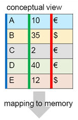 conceptual view
A 10 €
B 35 $
C 2 €
D 40 €
E 12 $
mapping to memory